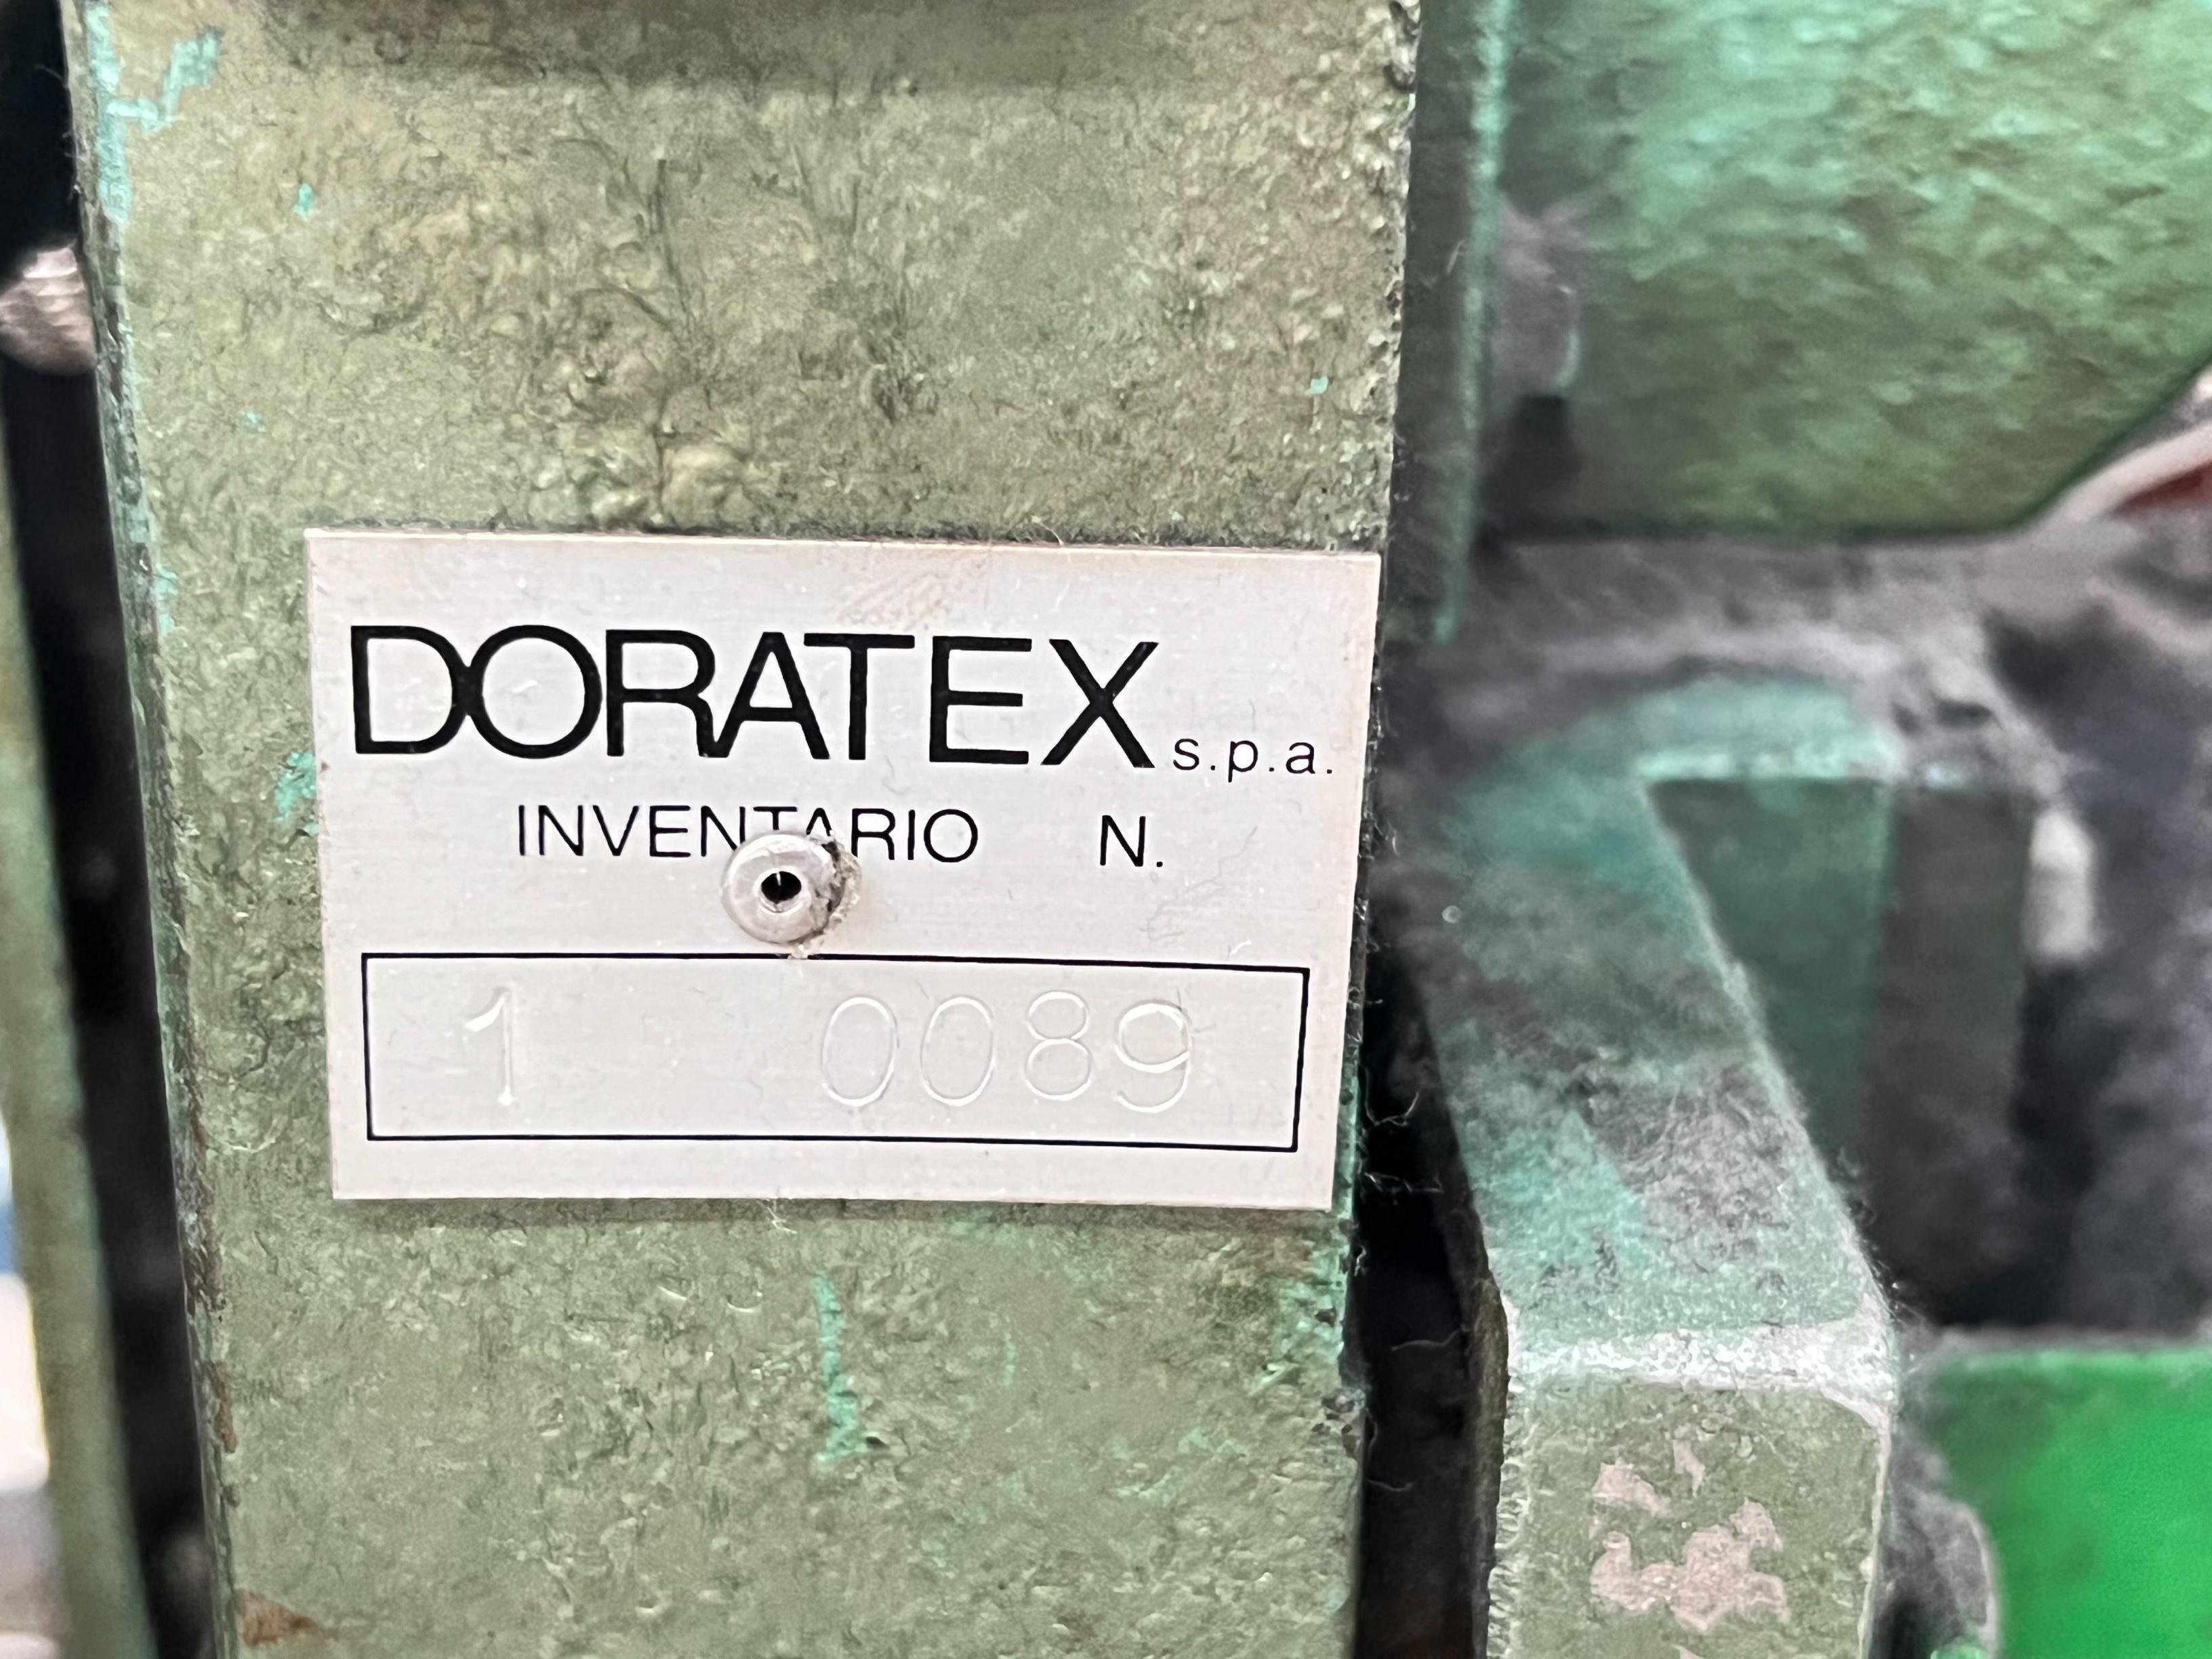 DORATEX s.p.a.
INVENTARIO N.
1 0089